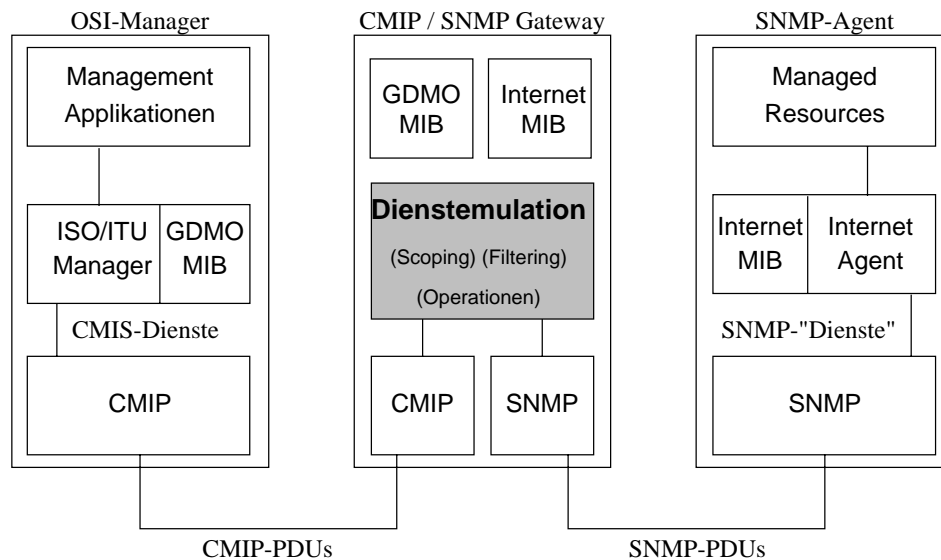 OSI-Manager
Management
Applikationen
ISO/ITU
Manager
GDMO
MIB
CMIS-Dienste
CMIP
CMIP / SNMP Gateway
GDMO
MIB
Internet
MIB
Dienstemulation
(Scoping) (Filtering)
(Operationen)
CMIP
SNMP
SNMP-Agent
Managed
Resources
Internet
MIB
Internet
Agent
SNMP-"Dienste"
SNMP
CMIP-PDUs
SNMP-PDUs